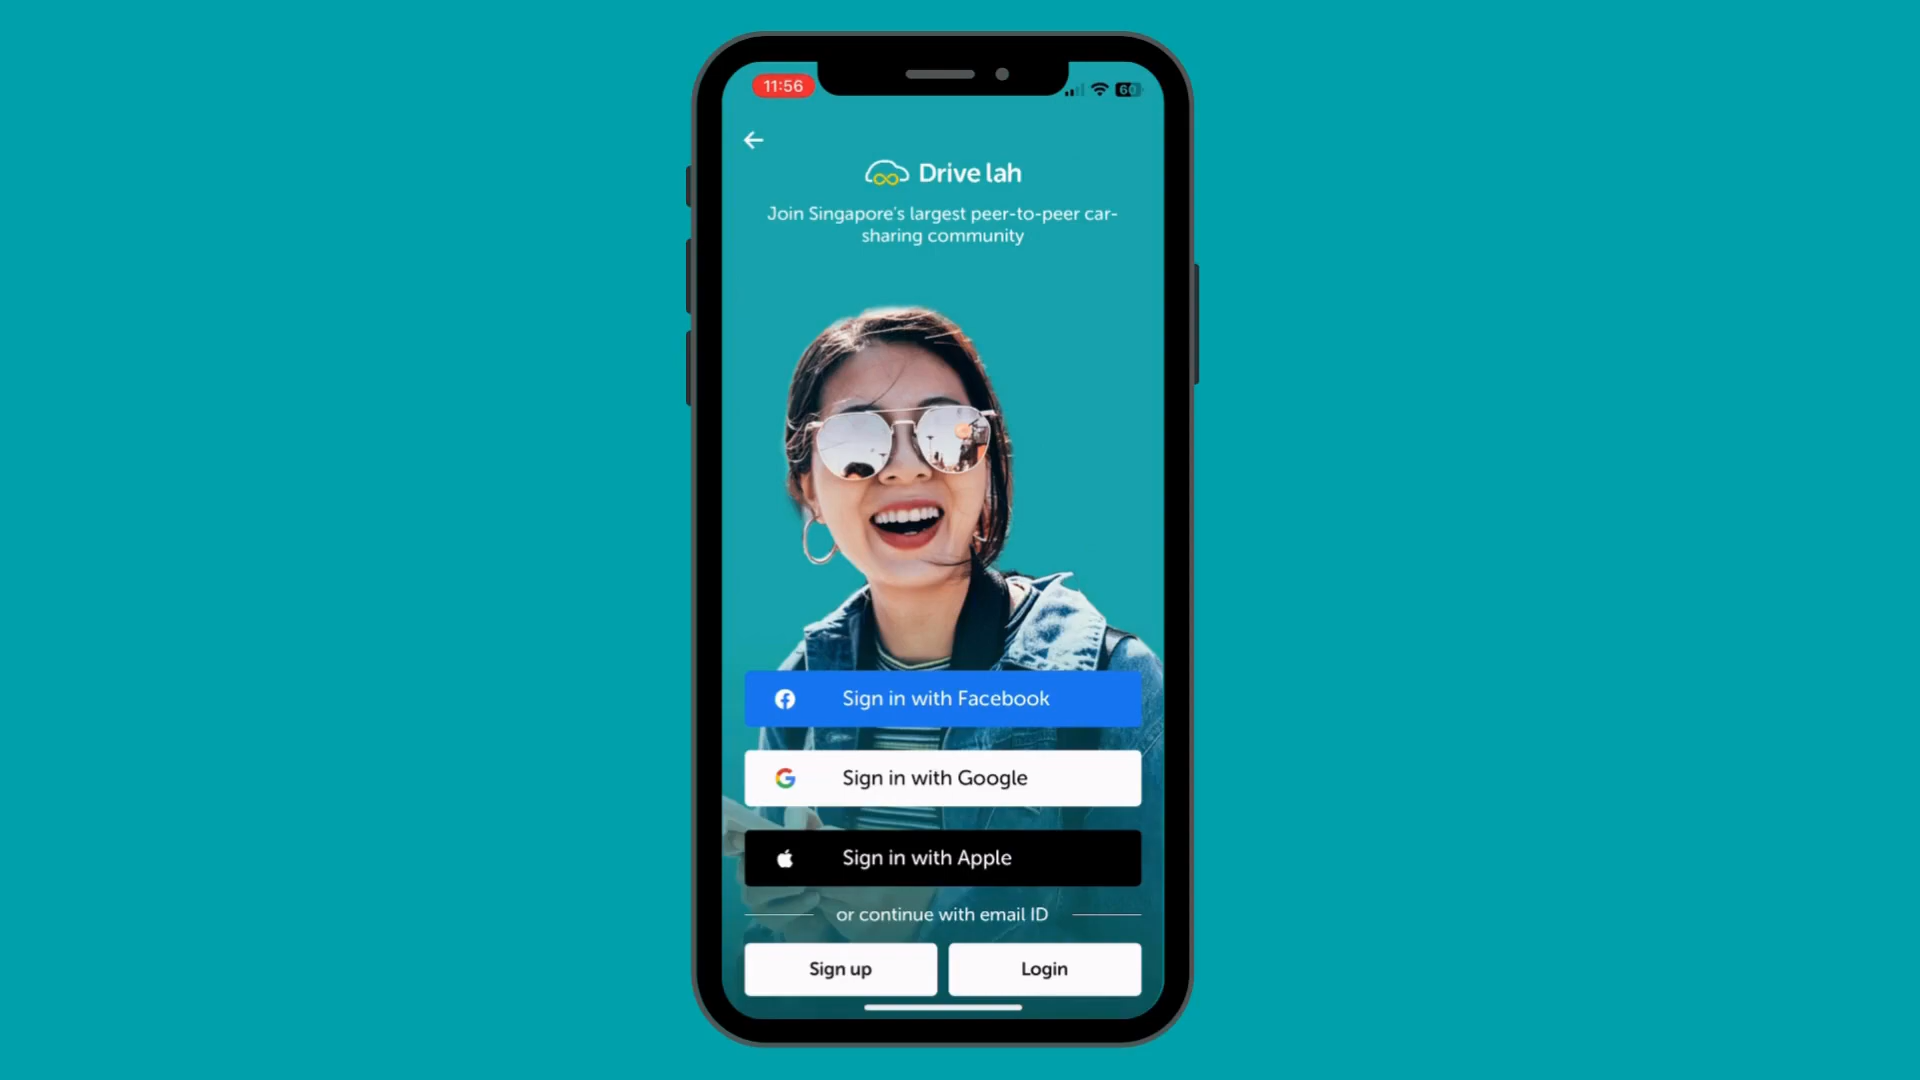 11:56
60
Drive lah
Join Singapore's largest peer-to-peer car-
sharing community
Sign in with Facebook
Sign in with Google
Sign in with Apple
or continue with email ID
Sign up
Login